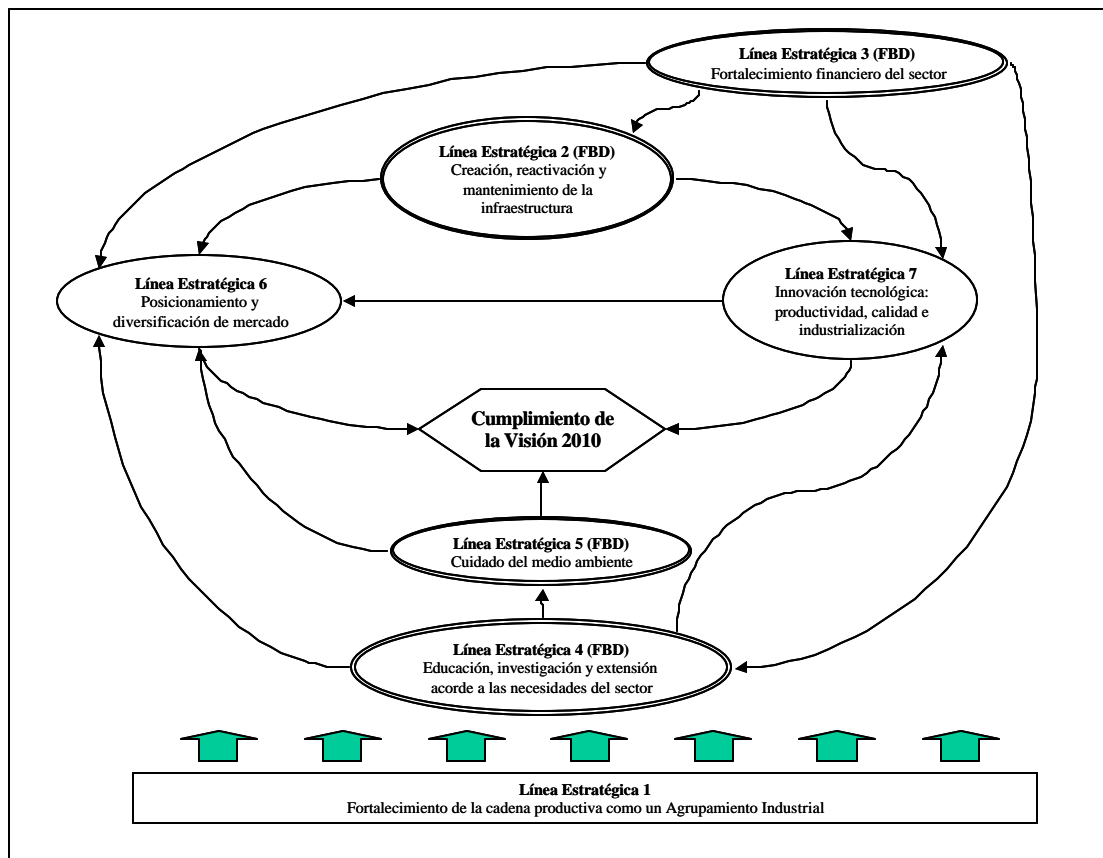 Línea Estratégica 3 (FBD)
Fortalecimiento financiero del sector
Línea Estratégica 2 (FBD)
Creación, reactivación y
mantenimiento de la
infraestructura
Línea Estratégica 6
Posicionamiento y
diversificación de mercado
Línea Estratégica 7
Innovación tecnológica:
productividad, calidad e
industrialización
Cumplimiento de
la Visión 2010
Línea Estratégica 5 (FBD)
Cuidado del medio ambiente
Línea Estratégica 4 (FBD)
Educación, investigación y extensión
acorde a las necesidades del sector
Línea Estratégica 1
Fortalecimiento de la cadena productiva como un Agrupamiento Industrial